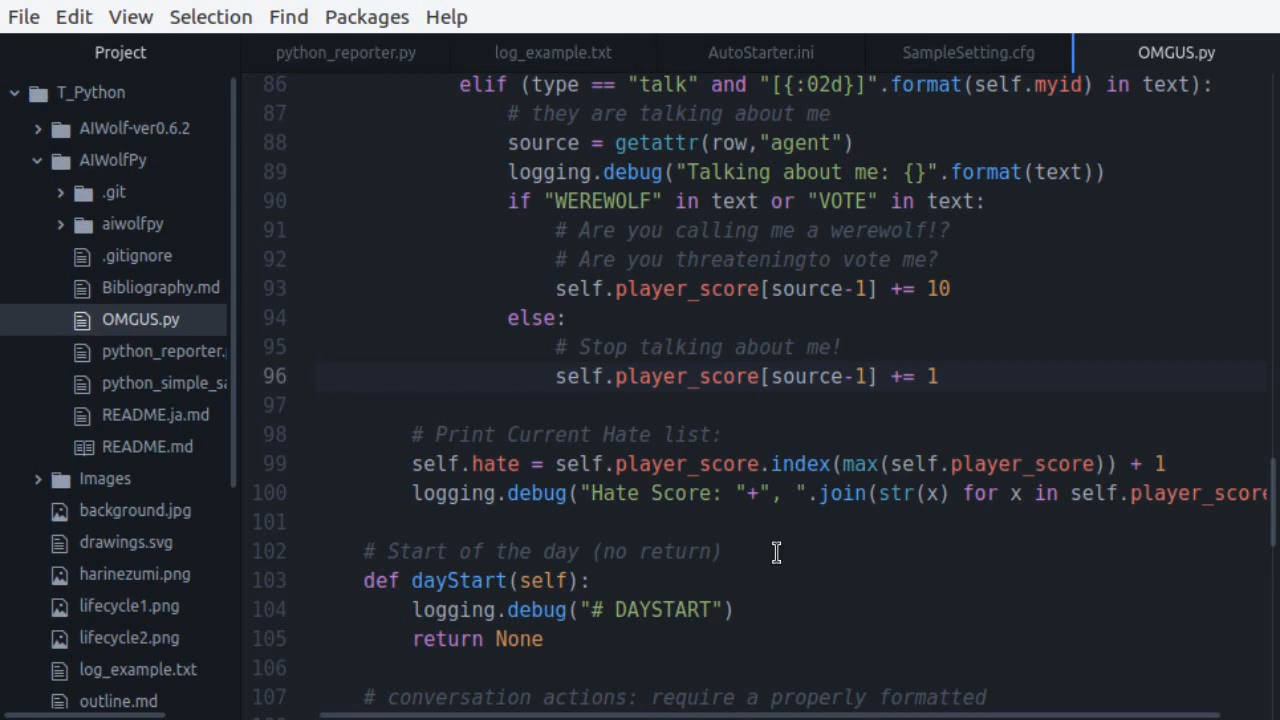 File Edit View Selection Find Packages Help
Project
python_reporter.py log_example.txt AutoStarter.ini SampleSetting.cfg OMGUS.py
T_Python
AIWolf-ver0.6.2
AIWolfPy
.git
aiwolfpy
.gitignore
Bibliography.md
OMGUS.py
python_reporter.
python_simple_sa
README.ja.md
README.md
Images
background.jpg
drawings.svg
harinezumi.png
lifecycle1.png
lifecycle2.png
log_example.txt
outline.md
86 elif (type == "talk" and "[{:02d}]".format(self.myid) in text):
87 # they are talking about me
88 source = getattr(row,"agent")
89 logging.debug("Talking about me: {}".format(text))
90 if "WEREWOLF" in text or "VOTE" in text:
91 # Are you calling me a werewolf!?
92 # Are you threateningto vote me?
93 self.player_score[source-1] += 10
94 else:
95 # Stop talking about me!
96 self.player_score[source-1] += 1
97
98 # Print Current Hate list:
99 self.hate = self.player_score.index(max(self.player_score)) + 1
100 logging.debug("Hate Score: "+", ".join(str(x) for x in self.player_score
101
102 # Start of the day (no return)
103 def dayStart(self):
104 logging.debug("# DAYSTART")
105 return None
106
107 # conversation actions: require a properly formatted